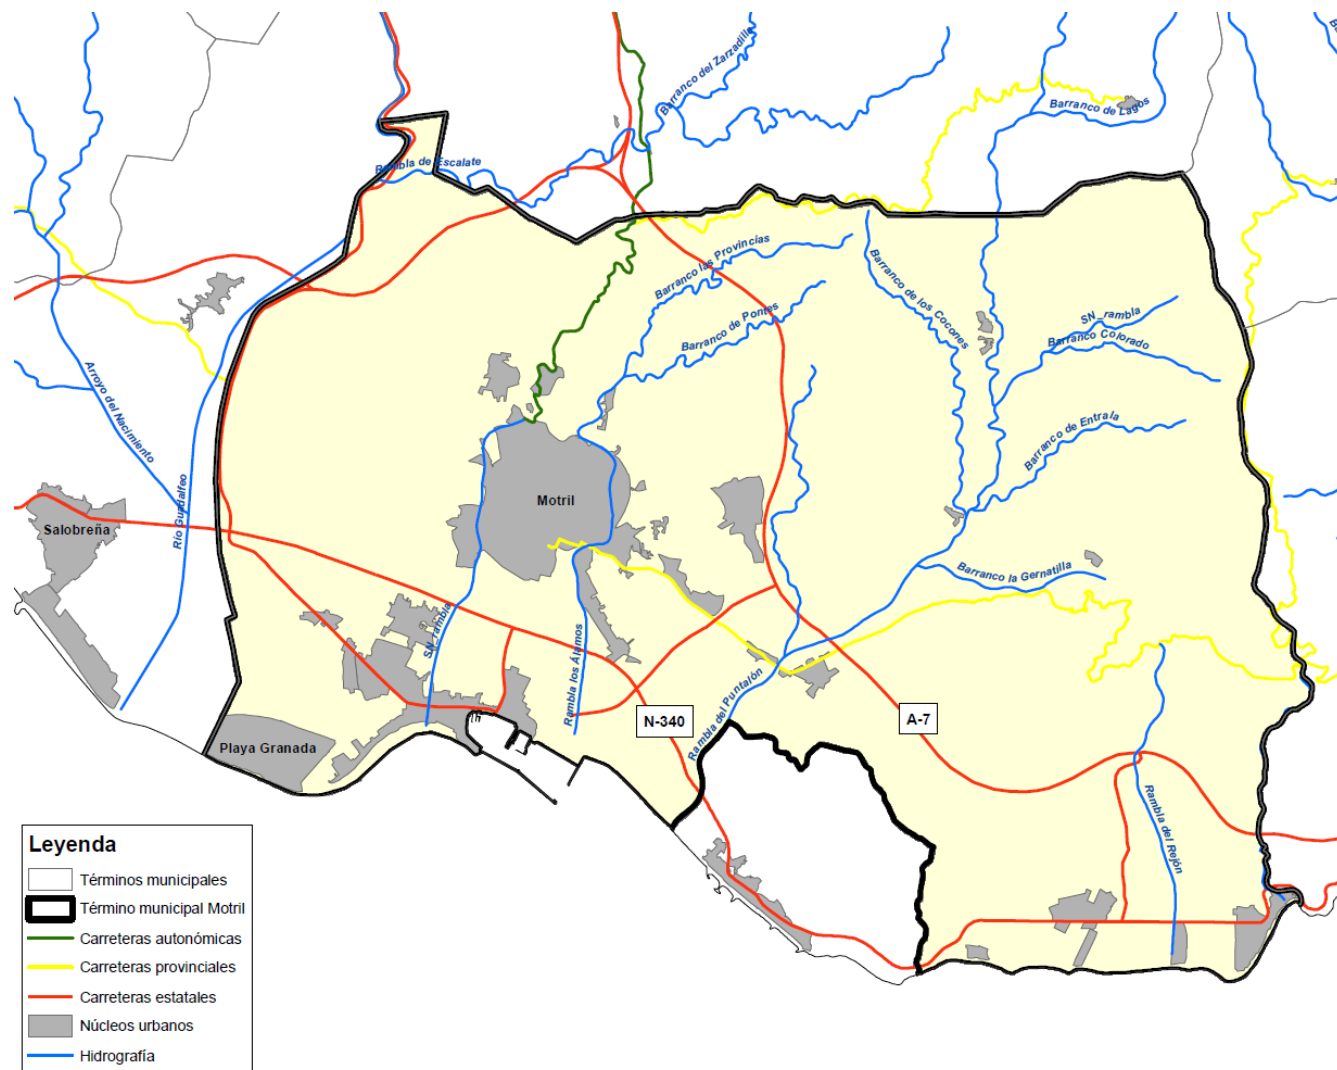 Barranco del Zarzadillo
Barranco de Lagos
Rambla de Escalate
Barranco las Provincias
Barranco de los Cocones
Barranco de Pontes
SN_rambla
Barranco Colorado
Arroyo del Nacimiento
Barranco de Entrala
Río Guadalfeo
Motril
Salobreña
Barranco la Gernatilla
SN_rambla
Rambla los Álamos
Rambla del Puntalón
N-340
A-7
Playa Granada
Rambla del Rejón
Leyenda
Términos municipales
Término municipal Motril
Carreteras autonómicas
Carreteras provinciales
Carreteras estatales
Núcleos urbanos
Hidrografía